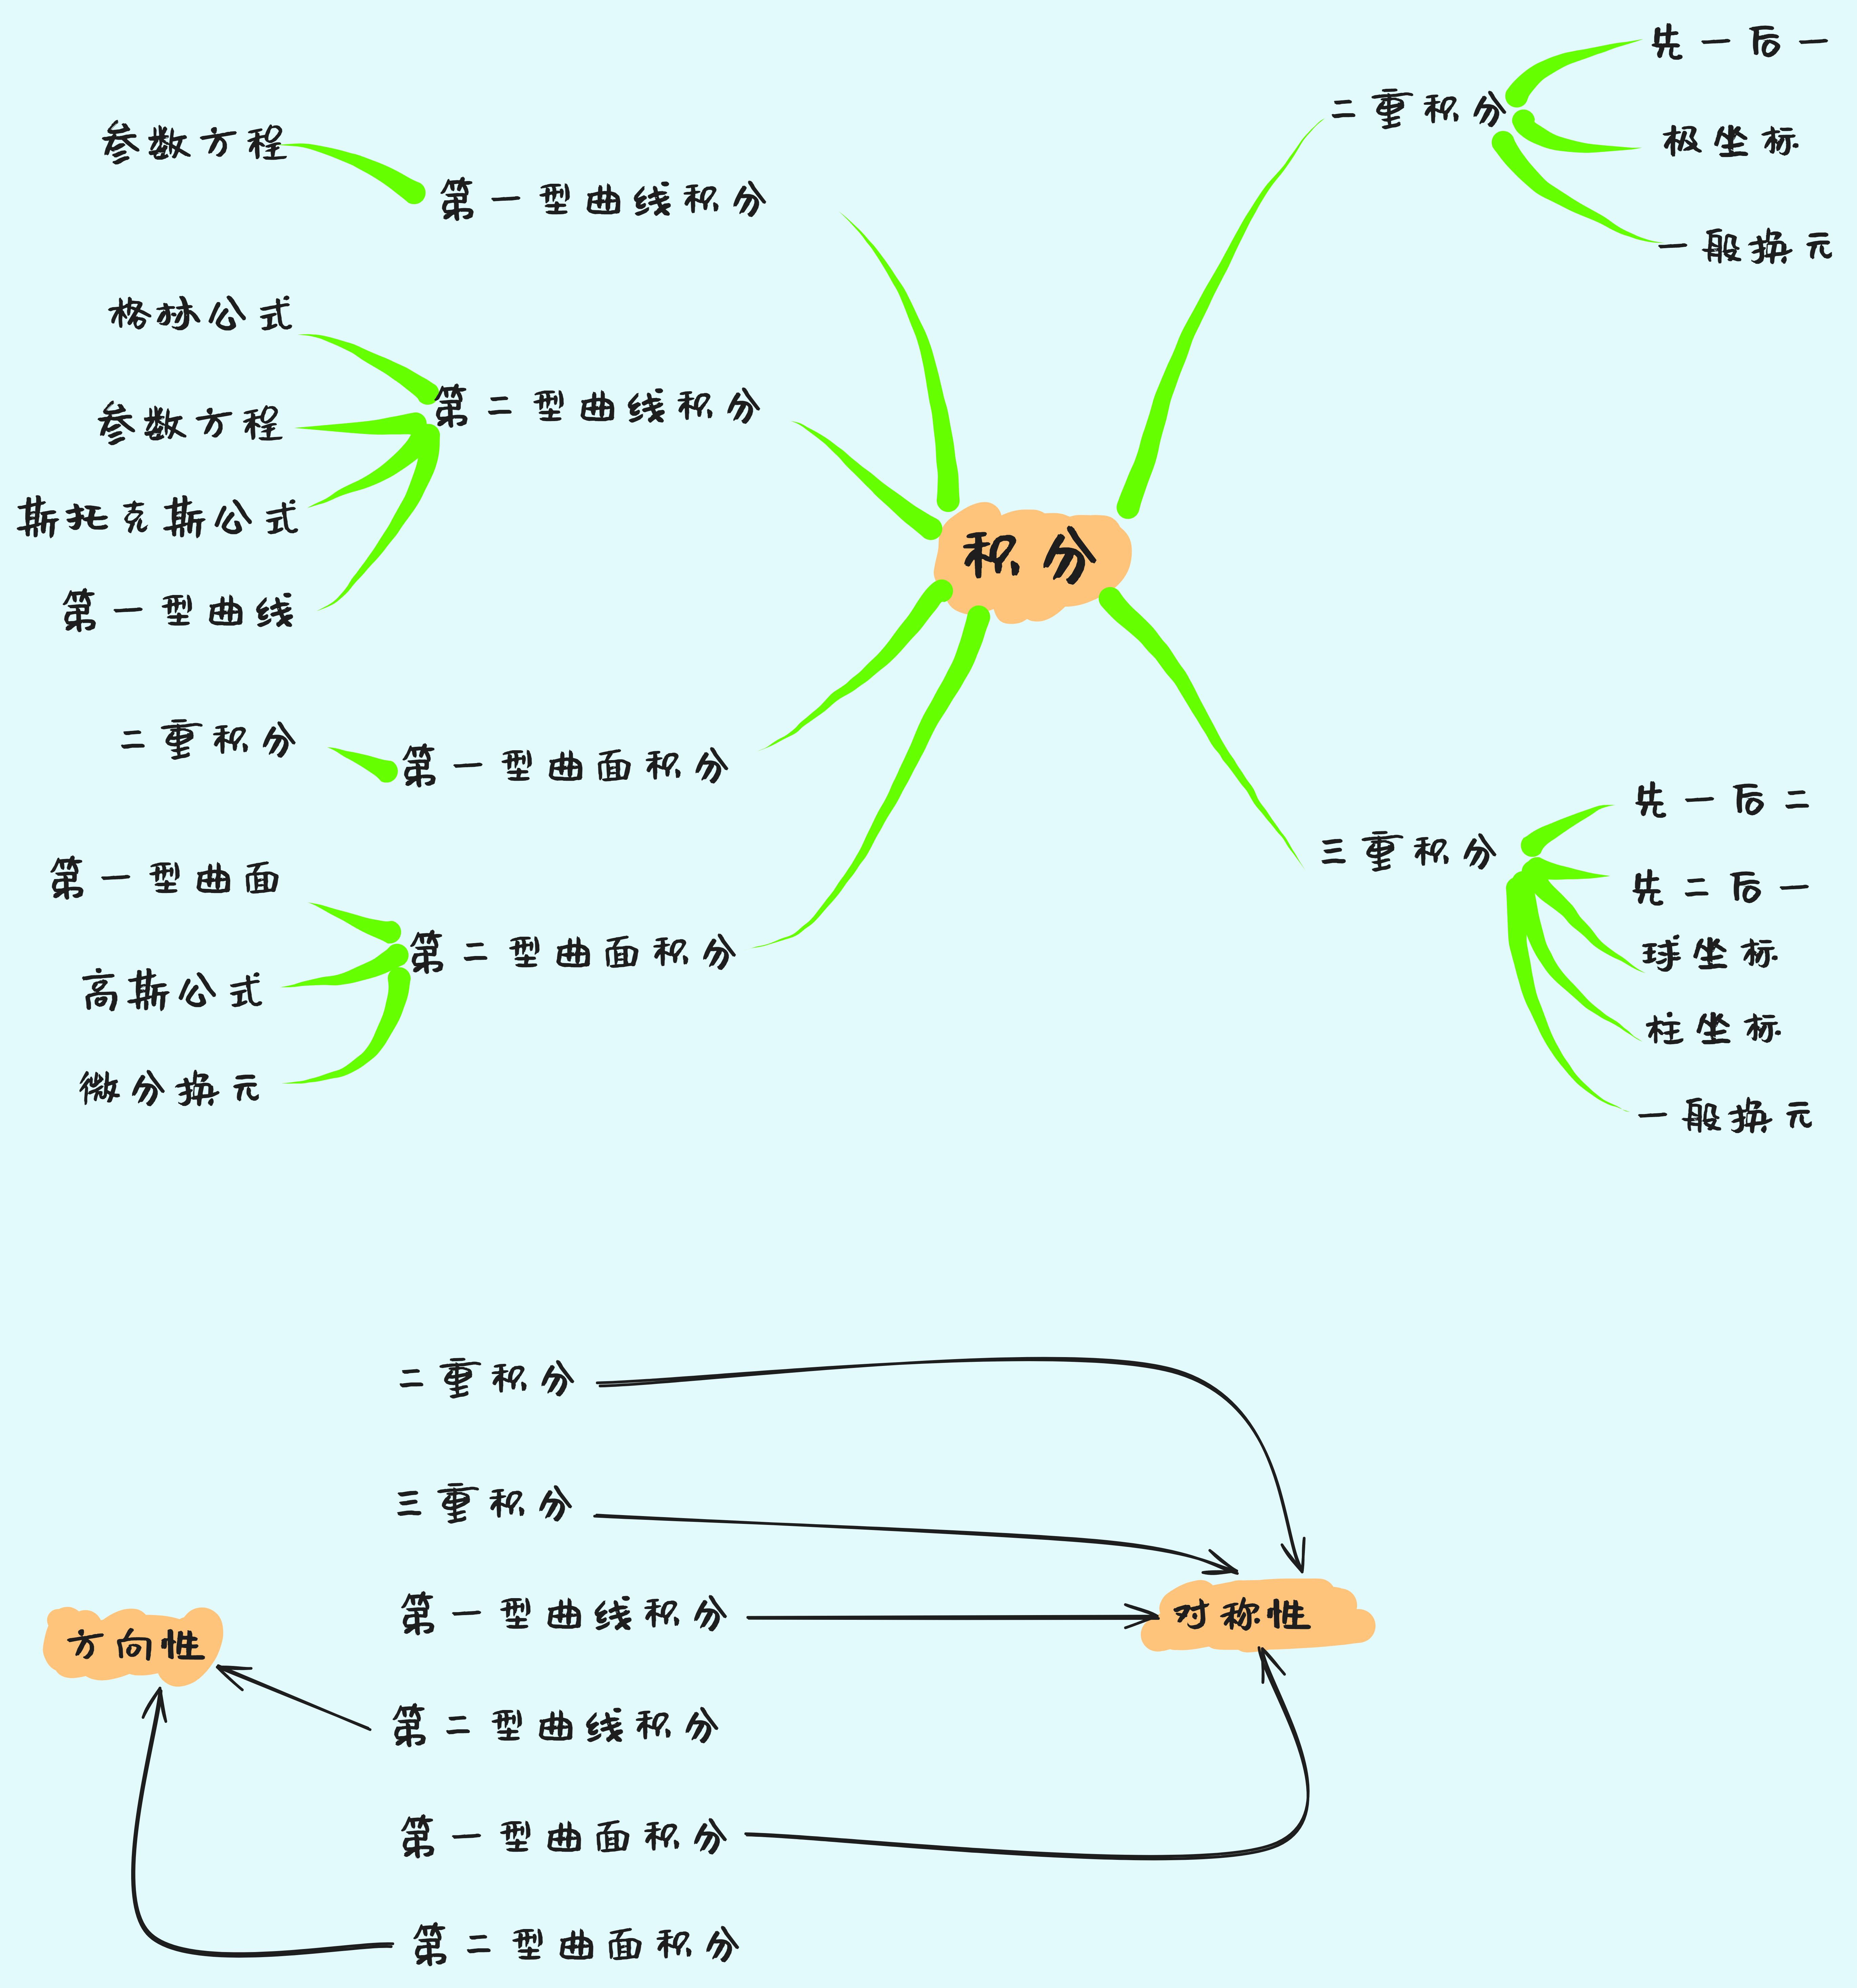 积分
二重积分
先一后一
极坐标
一般换元
三重积分
先一后二
先二后一
球坐标
柱坐标
一般换元
第一型曲线积分
参数方程
第二型曲线积分
格林公式
参数方程
斯托克斯公式
第一型曲线
第一型曲面积分
二重积分
第二型曲面积分
第一型曲面
高斯公式
微分换元
二重积分
三重积分
第一型曲线积分
第二型曲线积分
第一型曲面积分
第二型曲面积分
方向性
对称性